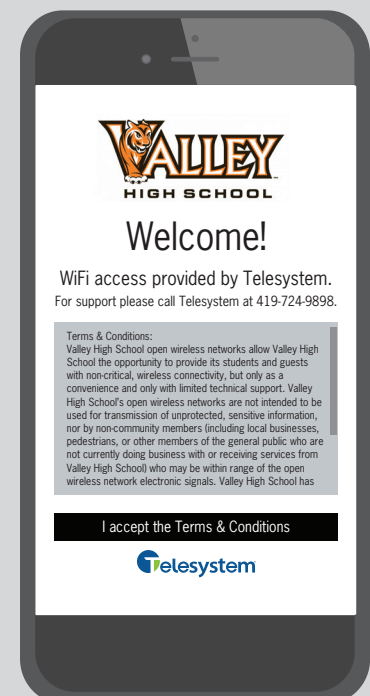 VALLEY
HIGH SCHOOL
Welcome!
WiFi access provided by Telesystem.
For support please call Telesystem at 419-724-9898.
Terms & Conditions:
Valley High School open wireless networks allow Valley High
School the opportunity to provide its students and guests
with non-critical, wireless connectivity, but only as a
convenience and only with limited technical support. Valley
High School's open wireless networks are not intended to be
used for transmission of unprotected, sensitive information,
nor by non-community members (including local businesses,
pedestrians, or other members of the general public who are
not currently doing business with or receiving services from
Valley High School) who may be within range of the open
wireless network electronic signals. Valley High School has
I accept the Terms & Conditions
Telesystem